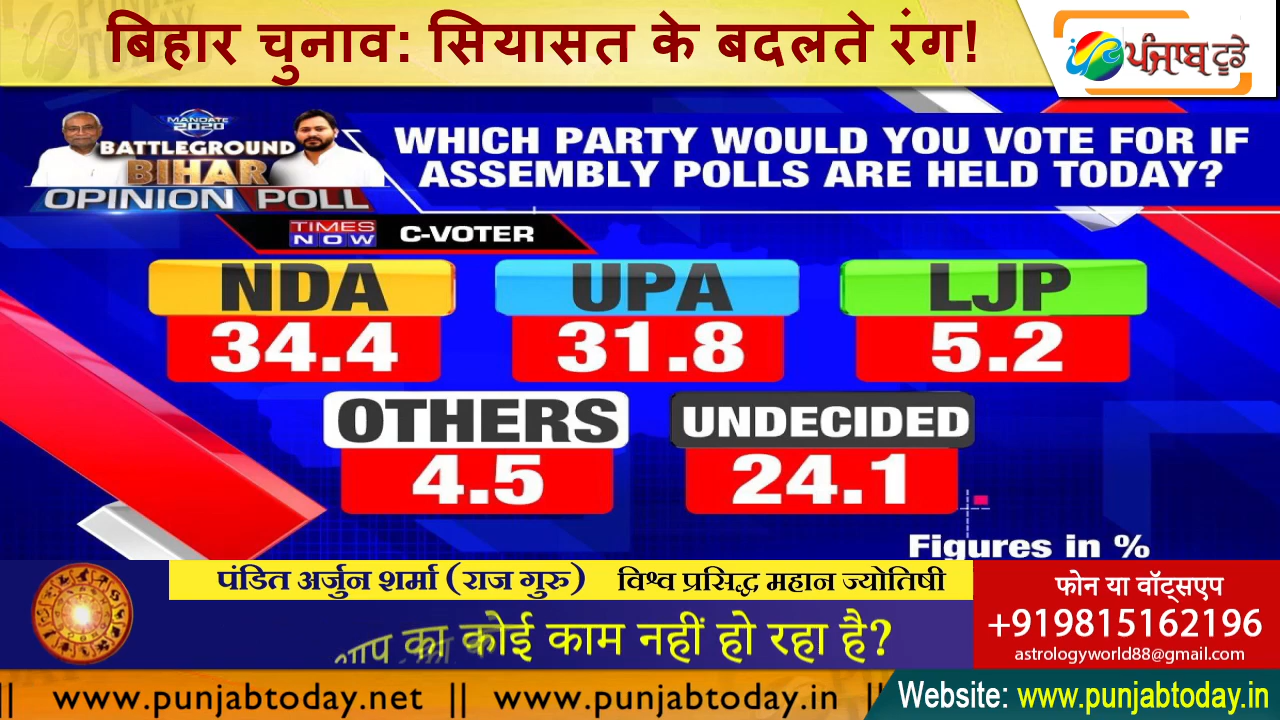 बिहार चुनाव: सियासत के बदलते रंग!
ਪੰਜਾਬ ਟੂਡੇ
MANDATE
2020
BATTLEGROUND
BIHAR
OPINION POLL
WHICH PARTY WOULD YOU VOTE FOR IF
ASSEMBLY POLLS ARE HELD TODAY?
TIMES
NOW
C-VOTER
NDA
34.4
UPA
31.8
LJP
5.2
OTHERS
4.5
UNDECIDED
24.1
Figures in %
पंडित अर्जुन शर्मा (राज गुरु) विश्व प्रसिद्ध महान ज्योतिषी
का कोई काम नहीं हो रहा है?
फोन या वॉट्सएप
+919815162196
astrologyworld88@gmail.com
|| www.punjabtoday.net || www.punjabtoday.in ||
Website: www.punjabtoday.in